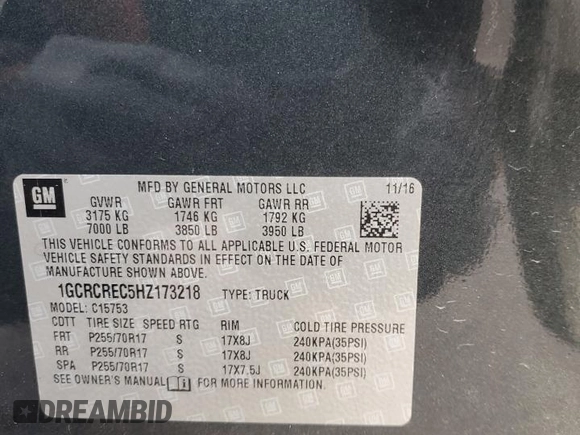 GM
MFD BY GENERAL MOTORS LLC 11/16
GVWR GAWR FRT GAWR RR
3175 KG 1746 KG 1792 KG
7000 LB 3850 LB 3950 LB
THIS VEHICLE CONFORMS TO ALL APPLICABLE U.S. FEDERAL MOTOR
VEHICLE SAFETY STANDARDS IN EFFECT ON THE DATE OF
MANUFACTURE SHOWN ABOVE.
1GCRCREC5HZ173218 TYPE: TRUCK
MODEL: C15753
CDTT TIRE SIZE SPEED RTG RIM COLD TIRE PRESSURE
FRT P255/70R17 S 17X8J 240KPA(35PSI)
RR P255/70R17 S 17X8J 240KPA(35PSI)
SPA P255/70R17 S 17X7.5J 240KPA(35PSI)
SEE OWNER'S MANUAL FOR MORE INFORMATION.
DREAMBID